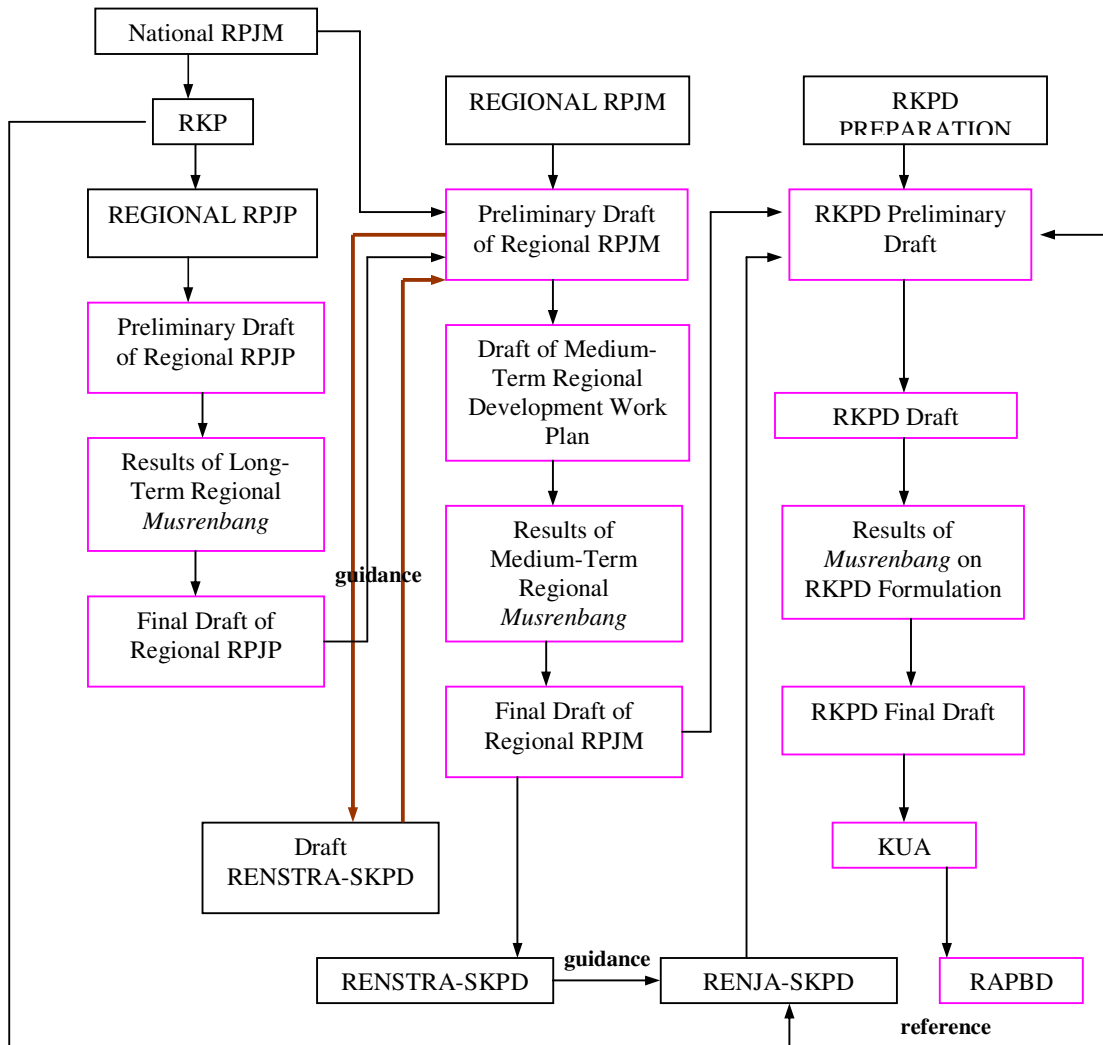 National RPJM
RKP
REGIONAL RPJP
Preliminary Draft
of Regional RPJP
Results of Long-
Term Regional
Musrenbang
Final Draft of
Regional RPJP
guidance
Draft
RENSTRA-SKPD
REGIONAL RPJM
Preliminary Draft
of Regional RPJM
Draft of Medium-
Term Regional
Development Work
Plan
Results of
Medium-Term
Regional
Musrenbang
Final Draft of
Regional RPJM
RENSTRA-SKPD
guidance
RENJA-SKPD
RKPD
PREPARATION
RKPD Preliminary
Draft
RKPD Draft
Results of
Musrenbang on
RKPD Formulation
RKPD Final Draft
KUA
RAPBD
reference